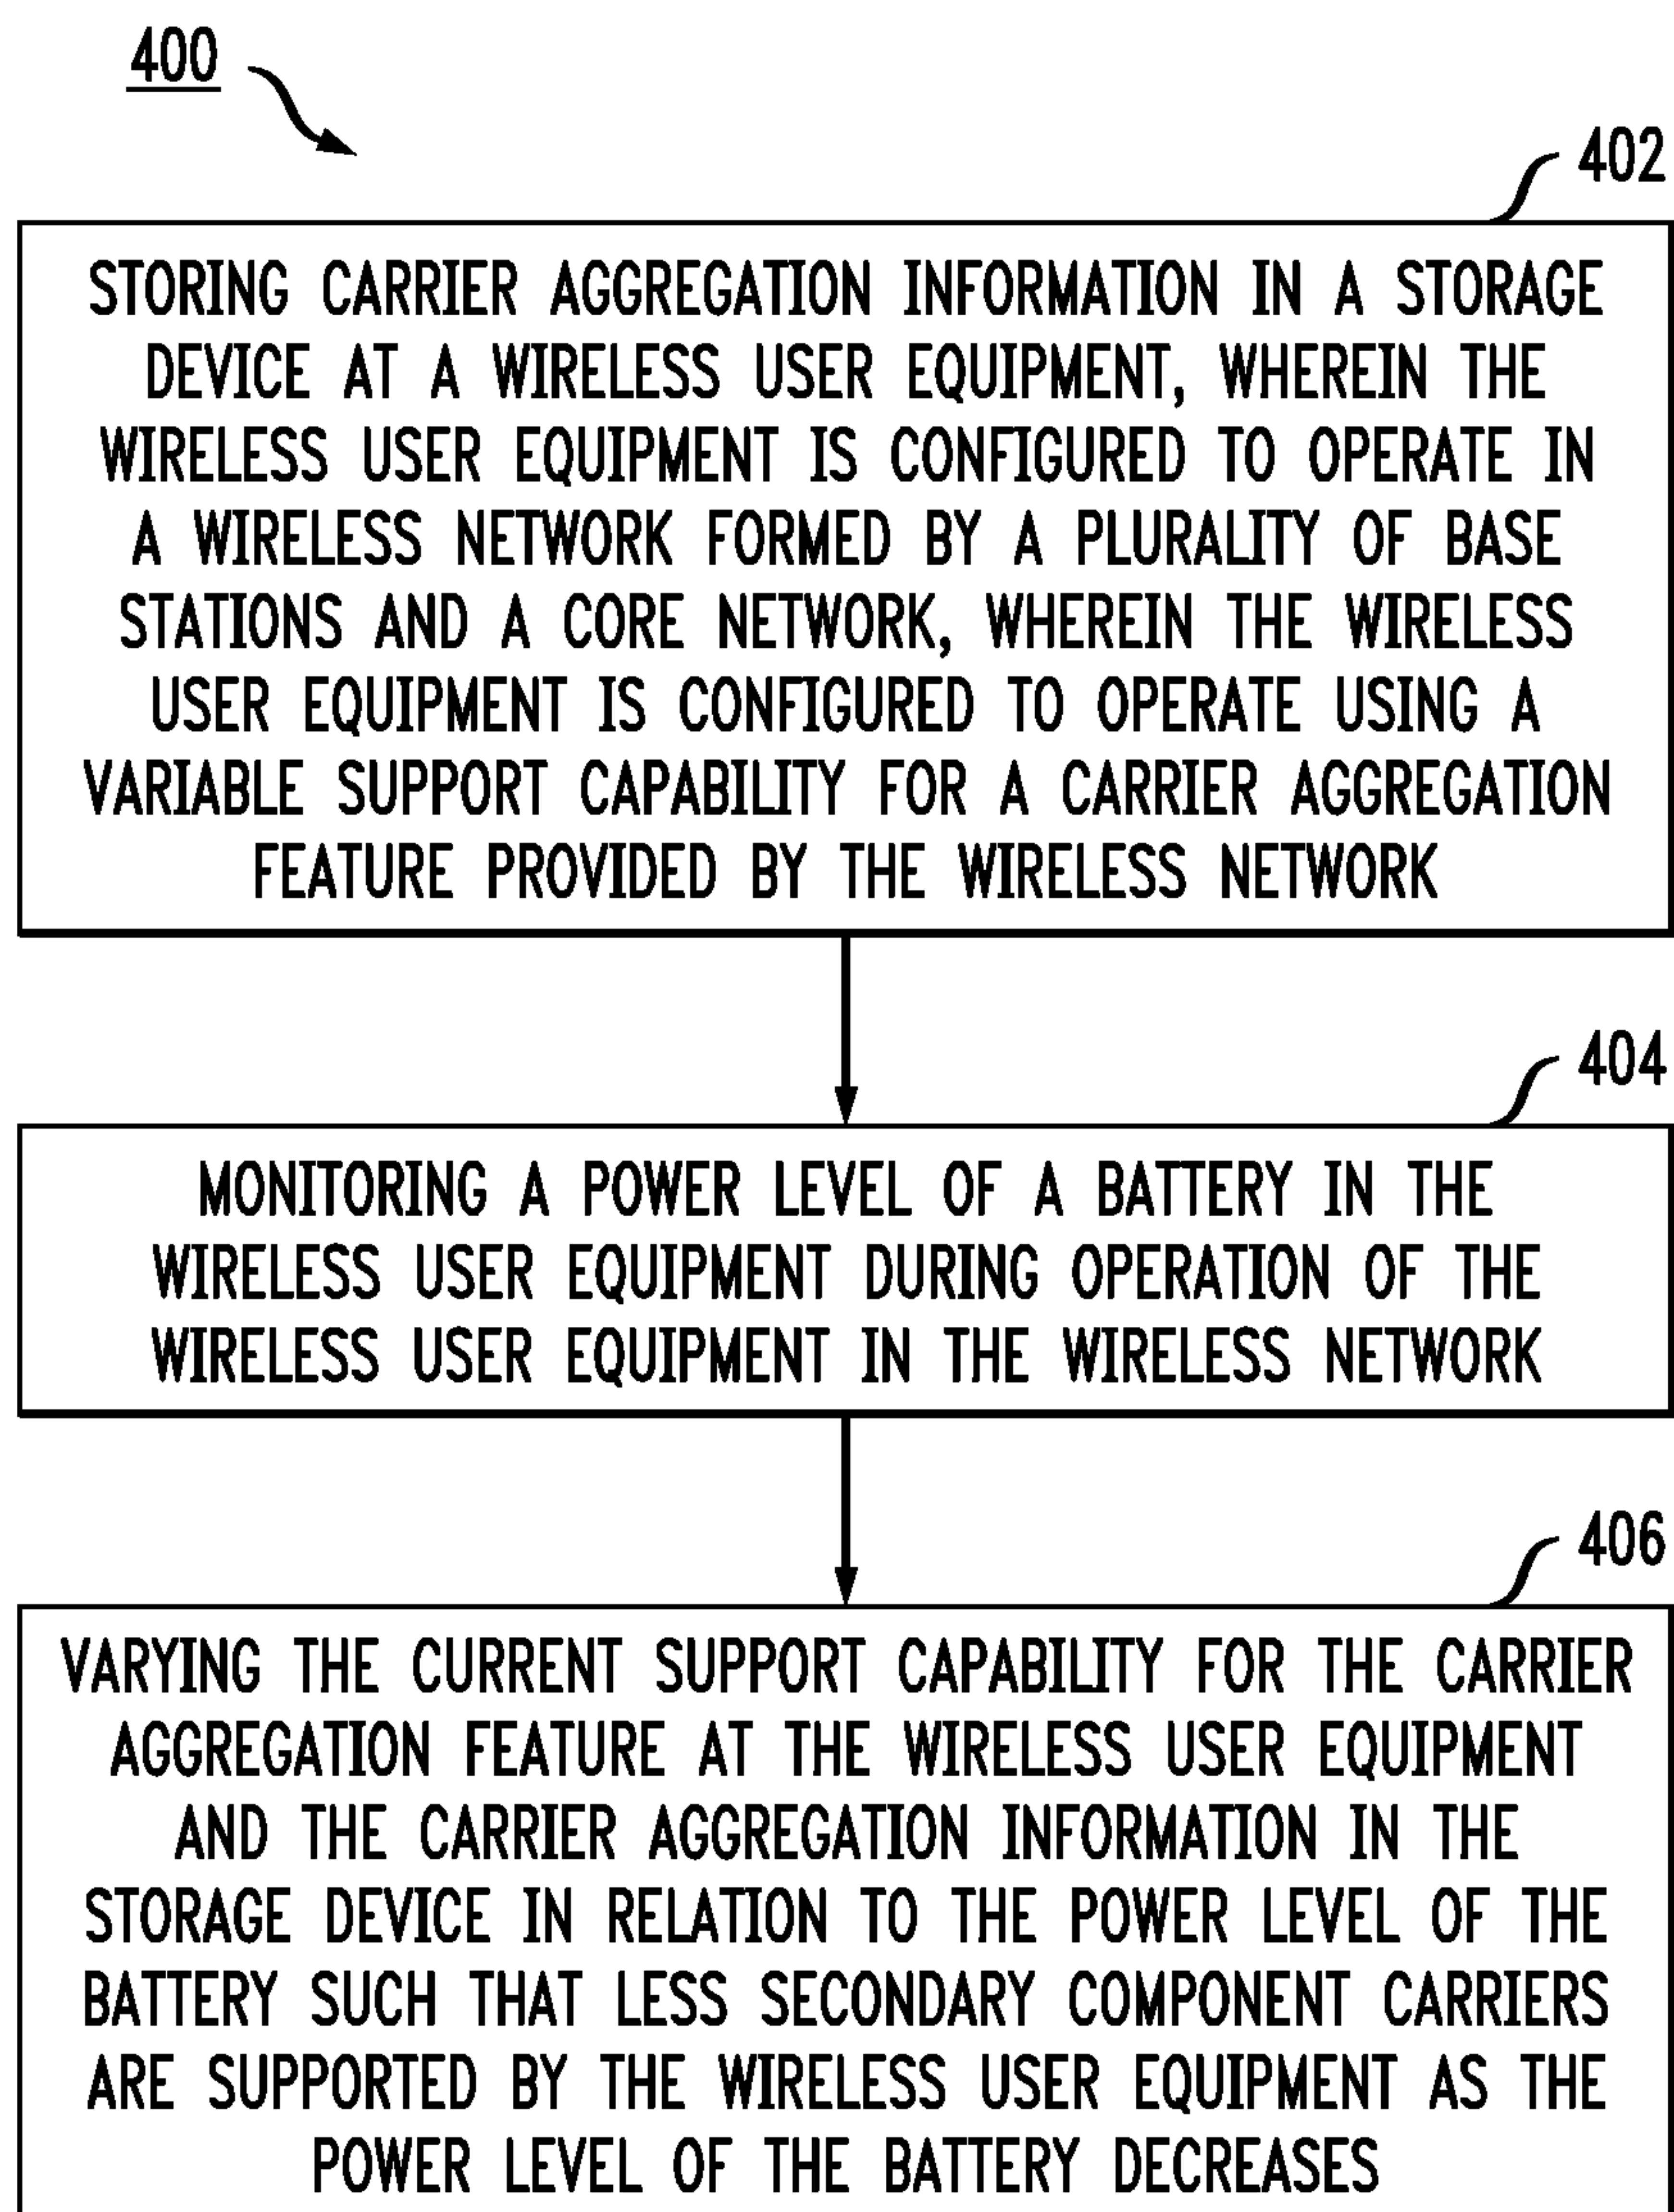 400
402
STORING CARRIER AGGREGATION INFORMATION IN A STORAGE
DEVICE AT A WIRELESS USER EQUIPMENT, WHEREIN THE
WIRELESS USER EQUIPMENT IS CONFIGURED TO OPERATE IN
A WIRELESS NETWORK FORMED BY A PLURALITY OF BASE
STATIONS AND A CORE NETWORK, WHEREIN THE WIRELESS
USER EQUIPMENT IS CONFIGURED TO OPERATE USING A
VARIABLE SUPPORT CAPABILITY FOR A CARRIER AGGREGATION
FEATURE PROVIDED BY THE WIRELESS NETWORK
404
MONITORING A POWER LEVEL OF A BATTERY IN THE
WIRELESS USER EQUIPMENT DURING OPERATION OF THE
WIRELESS USER EQUIPMENT IN THE WIRELESS NETWORK
406
VARYING THE CURRENT SUPPORT CAPABILITY FOR THE CARRIER
AGGREGATION FEATURE AT THE WIRELESS USER EQUIPMENT
AND THE CARRIER AGGREGATION INFORMATION IN THE
STORAGE DEVICE IN RELATION TO THE POWER LEVEL OF THE
BATTERY SUCH THAT LESS SECONDARY COMPONENT CARRIERS
ARE SUPPORTED BY THE WIRELESS USER EQUIPMENT AS THE
POWER LEVEL OF THE BATTERY DECREASES